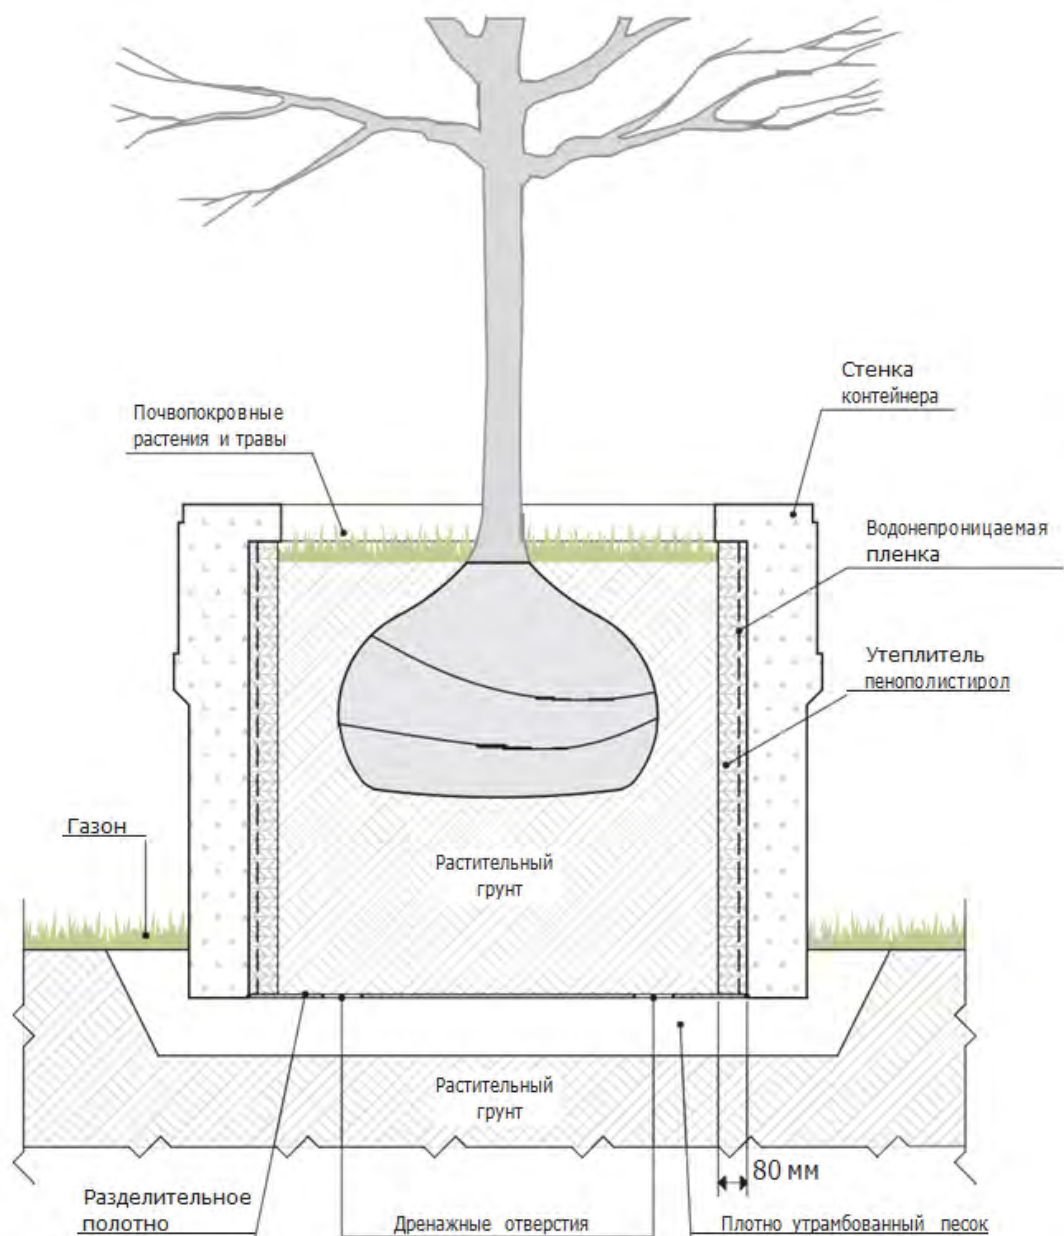 Стенка
контейнера
Почвопокровные
растения и травы
Водонепроницаемая
пленка
Утеплитель
пенополистирол
Газон
Растительный
грунт
Растительный
грунт
80 мм
Разделительное
полотно
Дренажные отверстия
Плотно утрамбованный песок